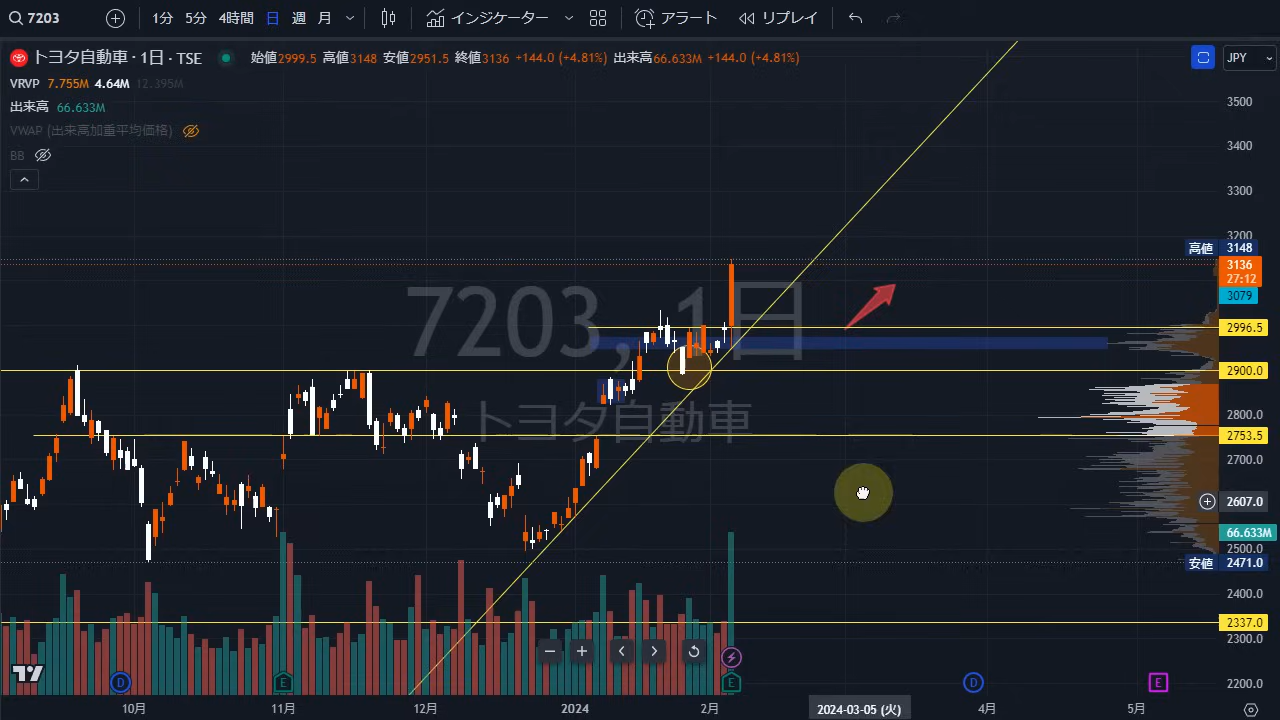 7203 1分 5分 4時間 日 週 月 インジケーター アラート リプレイ
トヨタ自動車 · 1日 · TSE 始値2999.5 高値3148 安値2951.5 終値3136 +144.0 (+4.81%) 出来高66.633M +144.0 (+4.81%) JPY
VRVP 7.755M 4.64M 12.395M
出来高 66.633M
VWAP (出来高加重平均価格)
BB
7203, 1日
トヨタ自動車
3500
3400
3300
3200
高値 3148
3136
27:12
3079
2996.5
2900.0
2800.0
2753.5
2700.0
2607.0
66.633M
2500.0
安値 2471.0
2400.0
2337.0
2300.0
2200.0
D E E D E
10月 11月 12月 2024 2月 2024-03-05 (火) 4月 5月